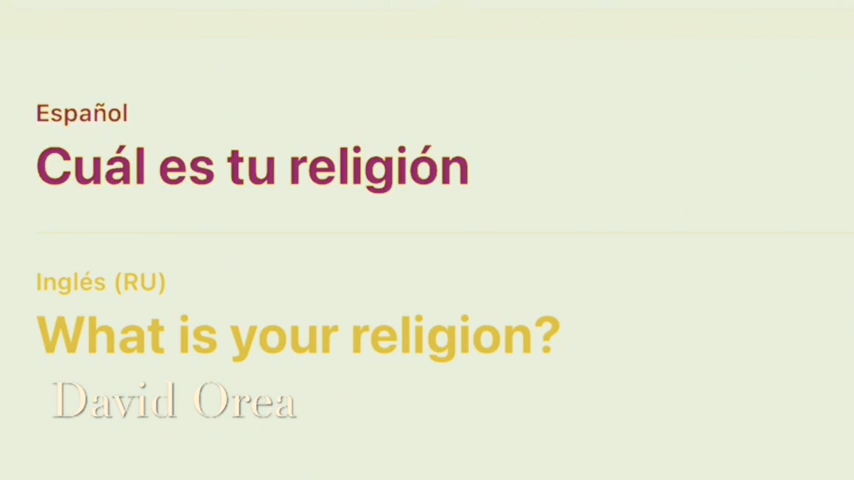 Español
Cuál es tu religión
Inglés (RU)
What is your religion?
David Orea